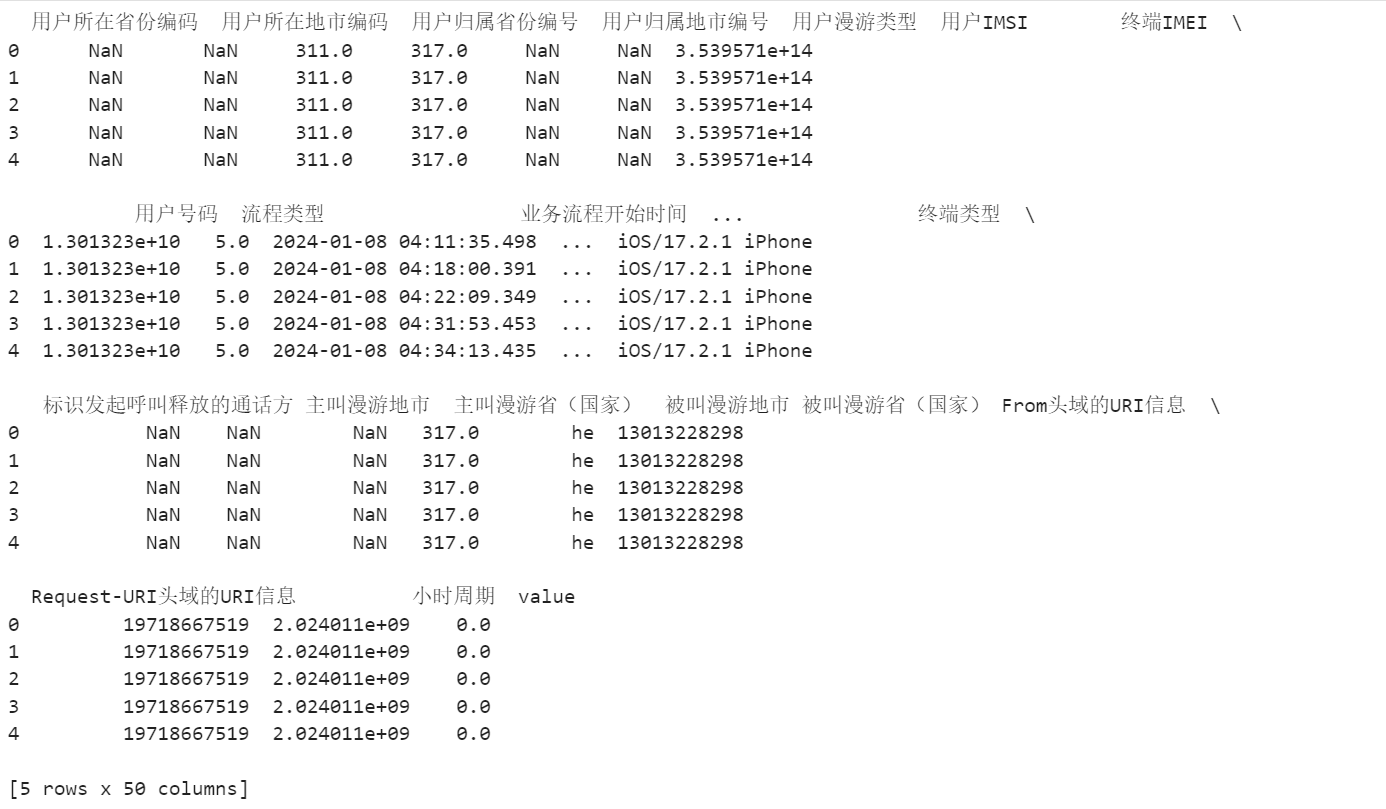 用户所在省份编码 用户所在地市编码 用户归属省份编号 用户归属地市编号 用户漫游类型 用户IMSI 终端IMEI \
0 NaN NaN 311.0 317.0 NaN NaN 3.539571e+14
1 NaN NaN 311.0 317.0 NaN NaN 3.539571e+14
2 NaN NaN 311.0 317.0 NaN NaN 3.539571e+14
3 NaN NaN 311.0 317.0 NaN NaN 3.539571e+14
4 NaN NaN 311.0 317.0 NaN NaN 3.539571e+14
用户号码 流程类型 业务流程开始时间 ... 终端类型 \
0 1.301323e+10 5.0 2024-01-08 04:11:35.498 ... iOS/17.2.1 iPhone
1 1.301323e+10 5.0 2024-01-08 04:18:00.391 ... iOS/17.2.1 iPhone
2 1.301323e+10 5.0 2024-01-08 04:22:09.349 ... iOS/17.2.1 iPhone
3 1.301323e+10 5.0 2024-01-08 04:31:53.453 ... iOS/17.2.1 iPhone
4 1.301323e+10 5.0 2024-01-08 04:34:13.435 ... iOS/17.2.1 iPhone
标识发起呼叫释放的通话方 主叫漫游地市 主叫漫游省（国家） 被叫漫游地市 被叫漫游省（国家） From头域的URI信息 \
0 NaN NaN NaN 317.0 he 13013228298
1 NaN NaN NaN 317.0 he 13013228298
2 NaN NaN NaN 317.0 he 13013228298
3 NaN NaN NaN 317.0 he 13013228298
4 NaN NaN NaN 317.0 he 13013228298
Request-URI头域的URI信息 小时周期 value
0 19718667519 2.024011e+09 0.0
1 19718667519 2.024011e+09 0.0
2 19718667519 2.024011e+09 0.0
3 19718667519 2.024011e+09 0.0
4 19718667519 2.024011e+09 0.0
[5 rows x 50 columns]